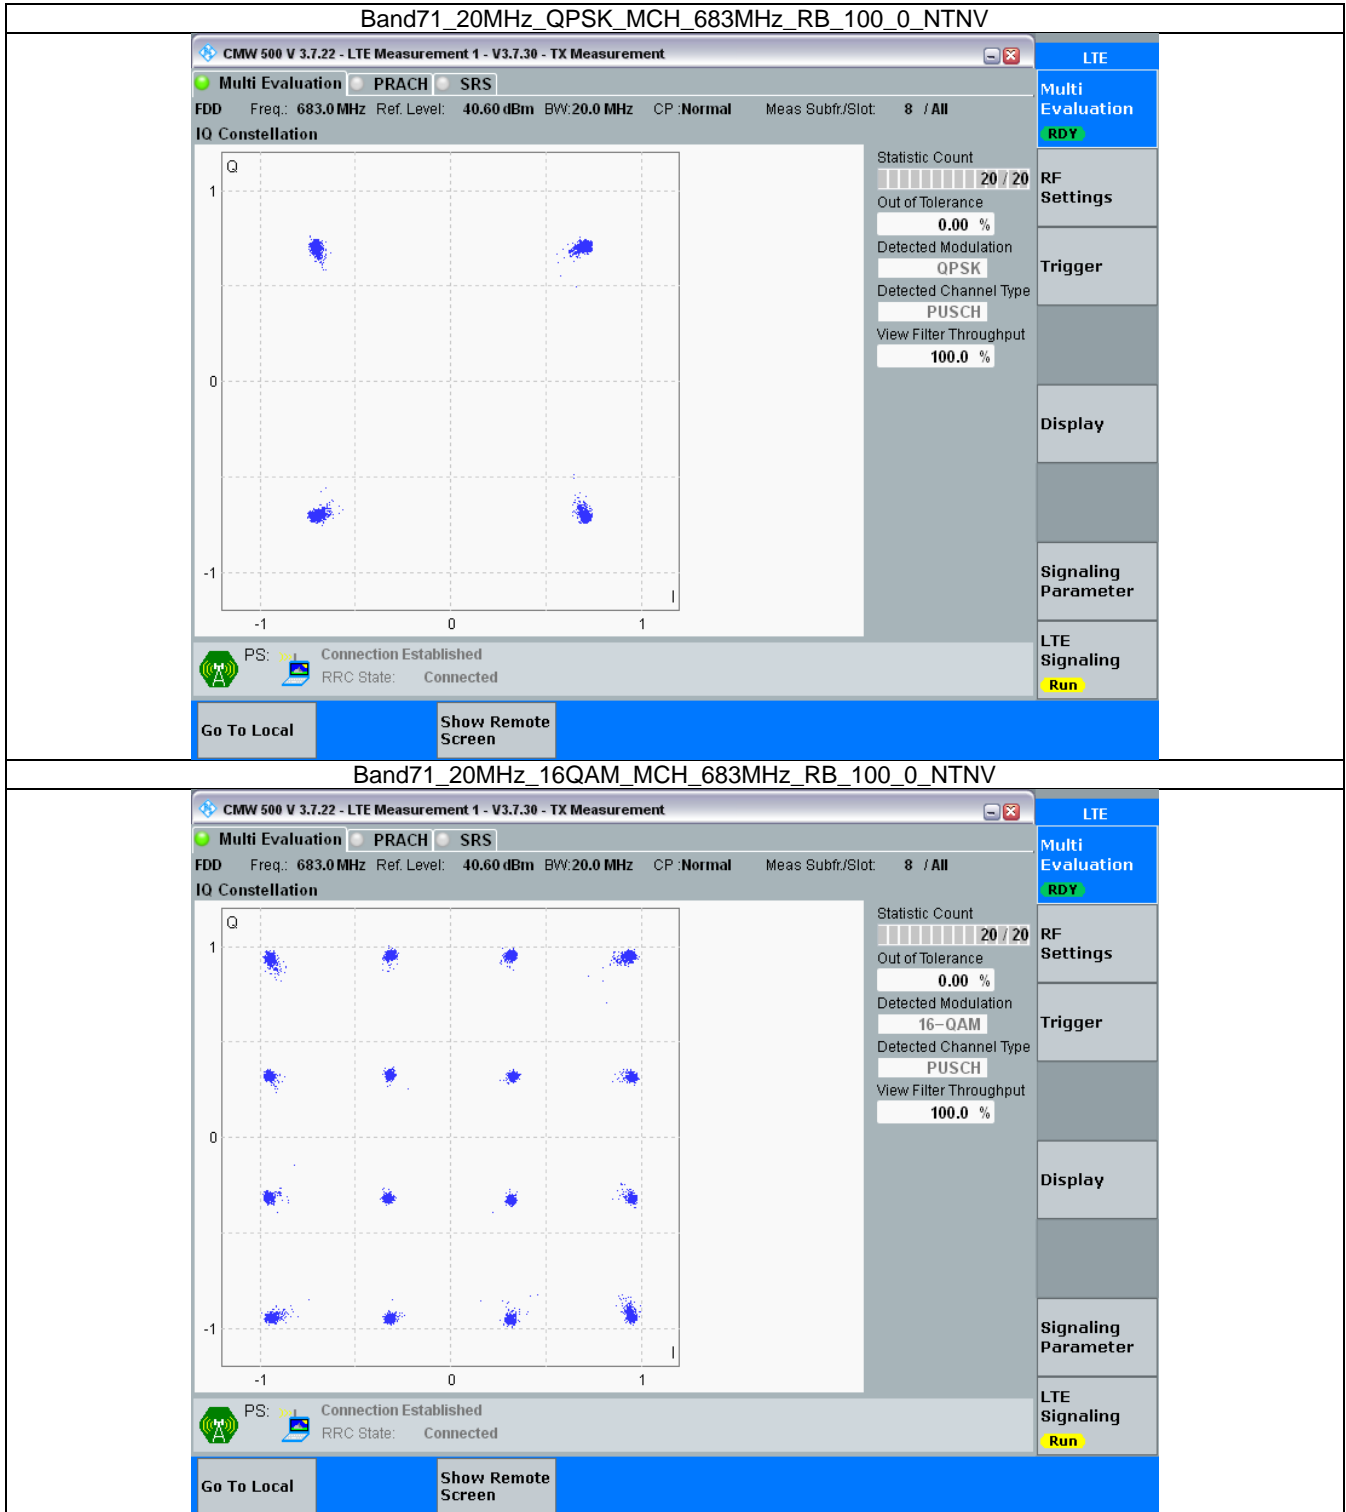 Band71_20MHz_QPSK_MCH_683MHz_RB_100_0_NTNV
CMW 500 V 3.7.22 - LTE Measurement 1 - V3.7.30 - TX Measurement
LTE
Multi Evaluation PRACH SRS
Multi
Evaluation
RDY
FDD Freq.: 683.0 MHz Ref. Level: 40.60 dBm BW:20.0 MHz CP :Normal Meas Subfr./Slot: 8 / All
IQ Constellation
Q
1
0
-1
I
-1 0 1
Statistic Count
20 / 20
Out of Tolerance
0.00 %
Detected Modulation
QPSK
Detected Channel Type
PUSCH
View Filter Throughput
100.0 %
RF
Settings
Trigger
Display
Signaling
Parameter
LTE
Signaling
Run
PS: Connection Established
RRC State: Connected
Go To Local
Show Remote
Screen
Band71_20MHz_16QAM_MCH_683MHz_RB_100_0_NTNV
CMW 500 V 3.7.22 - LTE Measurement 1 - V3.7.30 - TX Measurement
LTE
Multi Evaluation PRACH SRS
Multi
Evaluation
RDY
FDD Freq.: 683.0 MHz Ref. Level: 40.60 dBm BW:20.0 MHz CP :Normal Meas Subfr./Slot: 8 / All
IQ Constellation
Q
1
0
-1
I
-1 0 1
Statistic Count
20 / 20
Out of Tolerance
0.00 %
Detected Modulation
16-QAM
Detected Channel Type
PUSCH
View Filter Throughput
100.0 %
RF
Settings
Trigger
Display
Signaling
Parameter
LTE
Signaling
Run
PS: Connection Established
RRC State: Connected
Go To Local
Show Remote
Screen